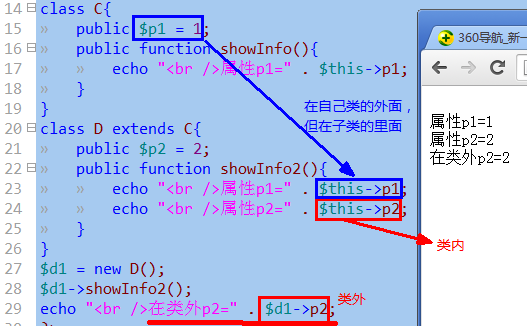 14 class C{
15 » public $p1 = 1;
16 » public function showInfo(){
17 » » echo "<br />属性p1=" . $this->p1;
18 » }
19 }
20 class D extends C{
21 » public $p2 = 2;
22 » public function showInfo2(){
23 » » echo "<br />属性p1=" . $this->p1;
24 » » echo "<br />属性p2=" . $this->p2;
25 » }
26 }
27 $d1 = new D();
28 $d1->showInfo2();
29 echo "<br />在类外p2=" . $d1->p2;
在自己类的外面，
但在子类的里面
类内
类外
360导航_新一
属性p1=1
属性p2=2
在类外p2=2